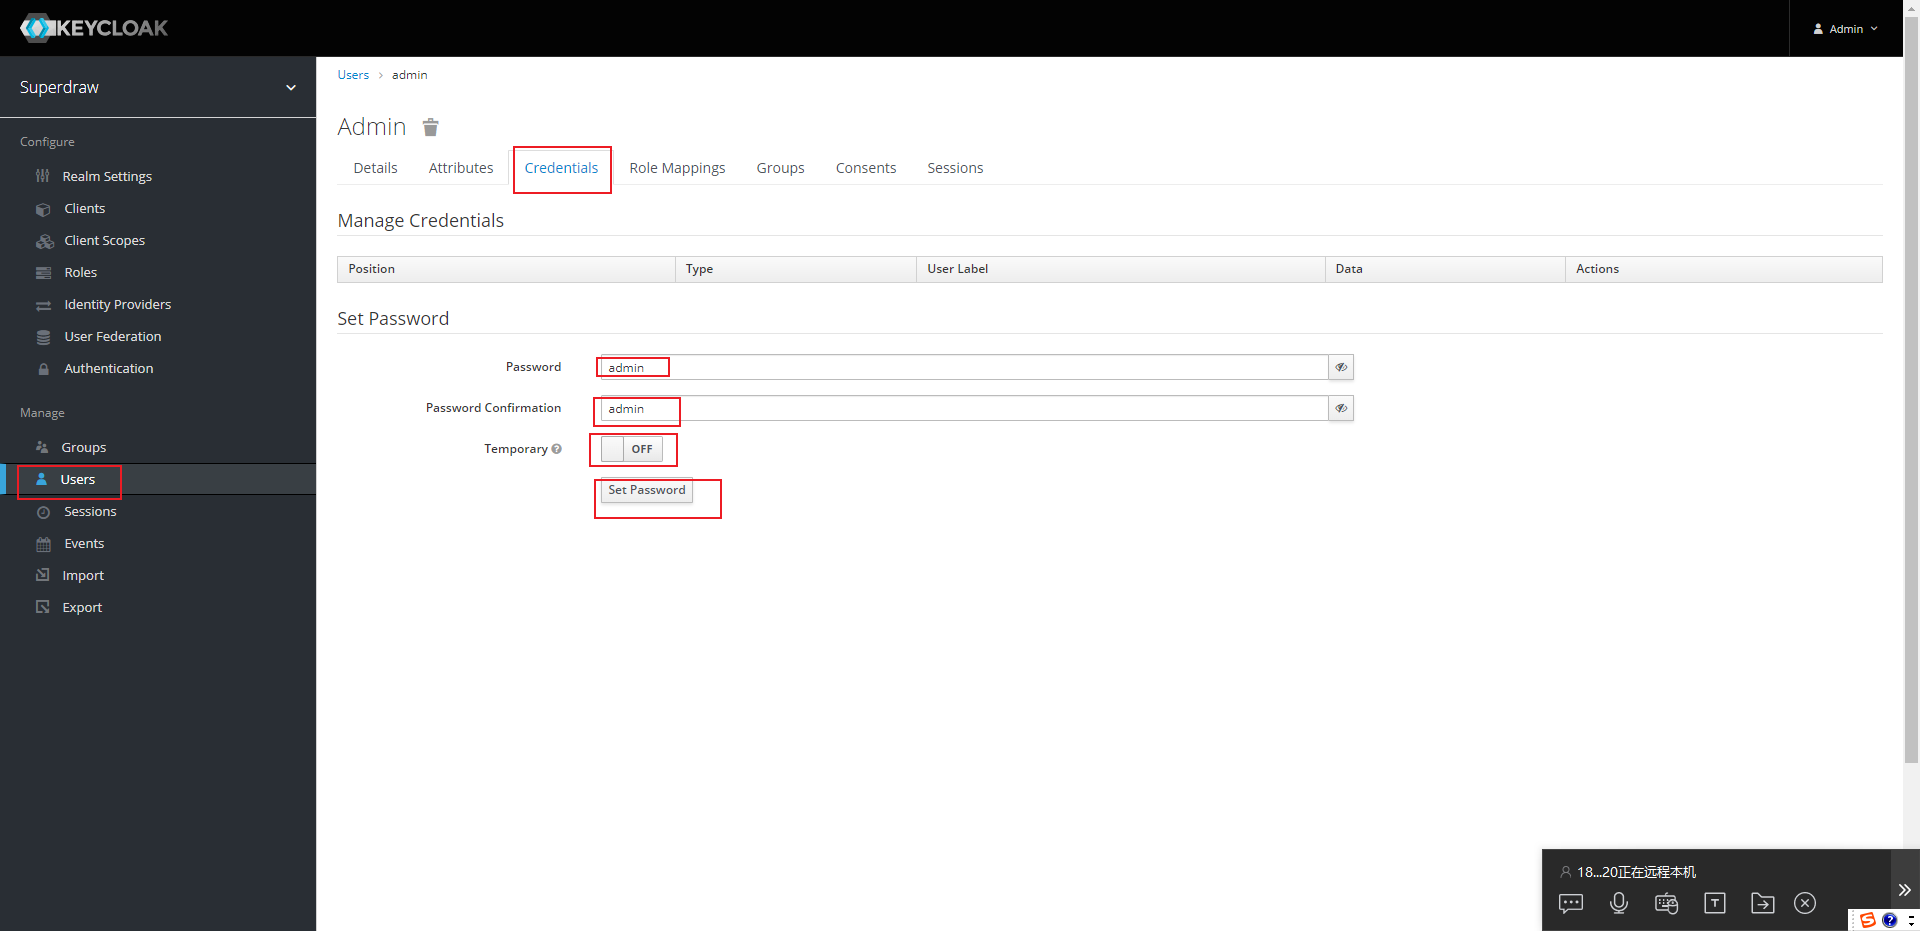 KEYCLOAK
Admin
Superdraw
Configure
Realm Settings
Clients
Client Scopes
Roles
Identity Providers
User Federation
Authentication
Manage
Groups
Users
Sessions
Events
Import
Export
Users > admin
Admin
Details Attributes Credentials Role Mappings Groups Consents Sessions
Manage Credentials
Position Type User Label Data Actions
Set Password
Password admin
Password Confirmation admin
Temporary ? OFF
Set Password
18...20正在远程本机
T
S ?